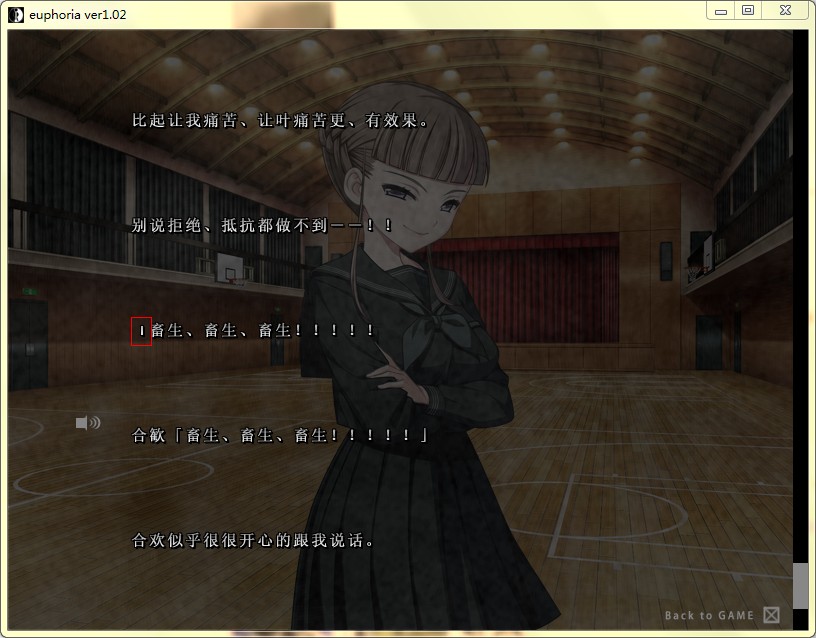 euphoria ver1.02
比起让我痛苦、让叶痛苦更、有效果。
别说拒绝、抵抗都做不到——！！
i畜生、畜生、畜生！！！！！
合歓「畜生、畜生、畜生！！！！！」
合欢似乎很很开心的跟我说话。
Back to GAME